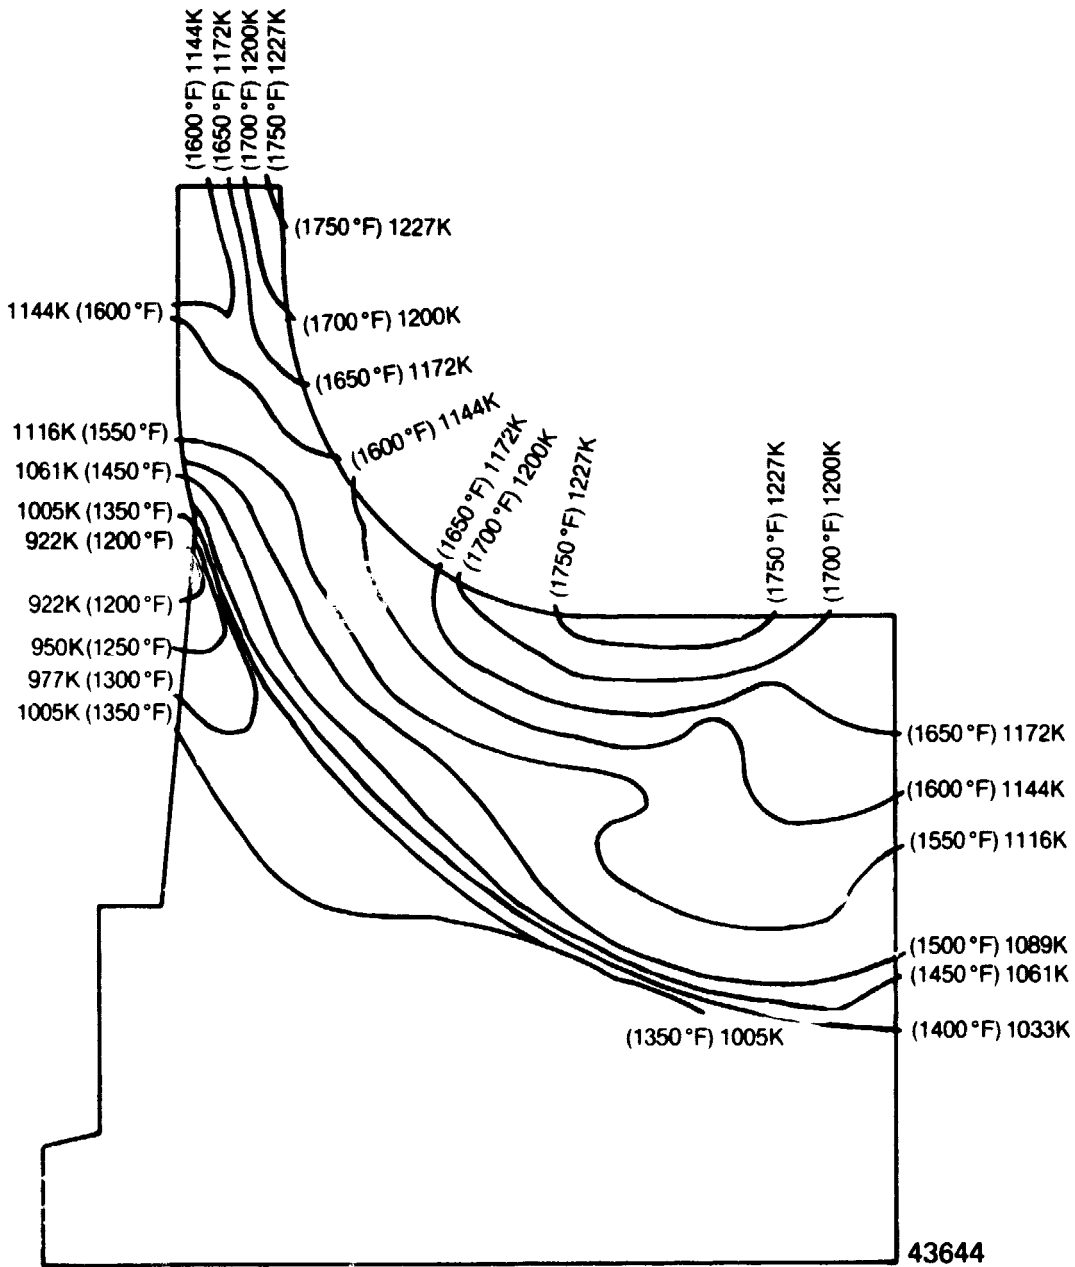 (1600°F) 1144K
(1650°F) 1172K
(1700°F) 1200K
(1750°F) 1227K
(1750°F) 1227K
1144K (1600°F)
(1700°F) 1200K
(1650°F) 1172K
(1600°F) 1144K
1116K (1550°F)
1061K (1450°F)
1005K (1350°F)
922K (1200°F)
(1650°F) 1172K
(1700°F) 1200K
(1750°F) 1227K
(1750°F) 1227K
(1700°F) 1200K
922K (1200°F)
950K (1250°F)
977K (1300°F)
1005K (1350°F)
(1650°F) 1172K
(1600°F) 1144K
(1550°F) 1116K
(1500°F) 1089K
(1450°F) 1061K
(1400°F) 1033K
(1350°F) 1005K
43644